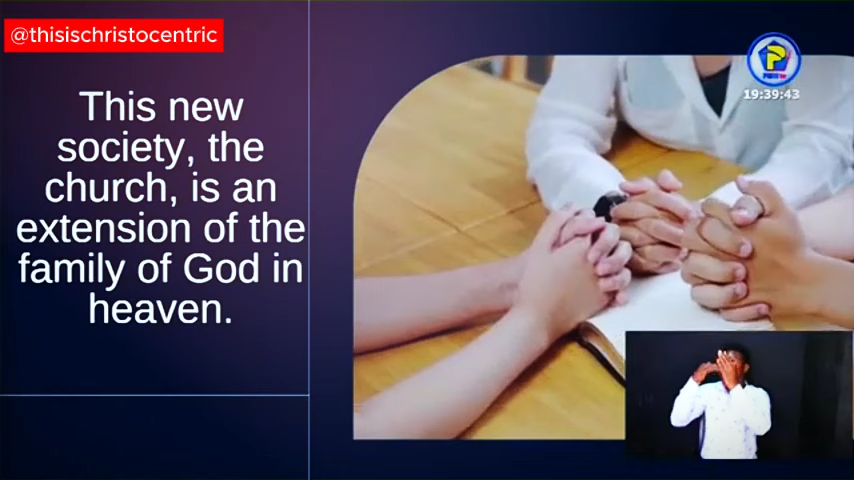 @thisischristocentric
This new
society, the
church, is an
extension of the
family of God in
heaven.
P
19:39:43